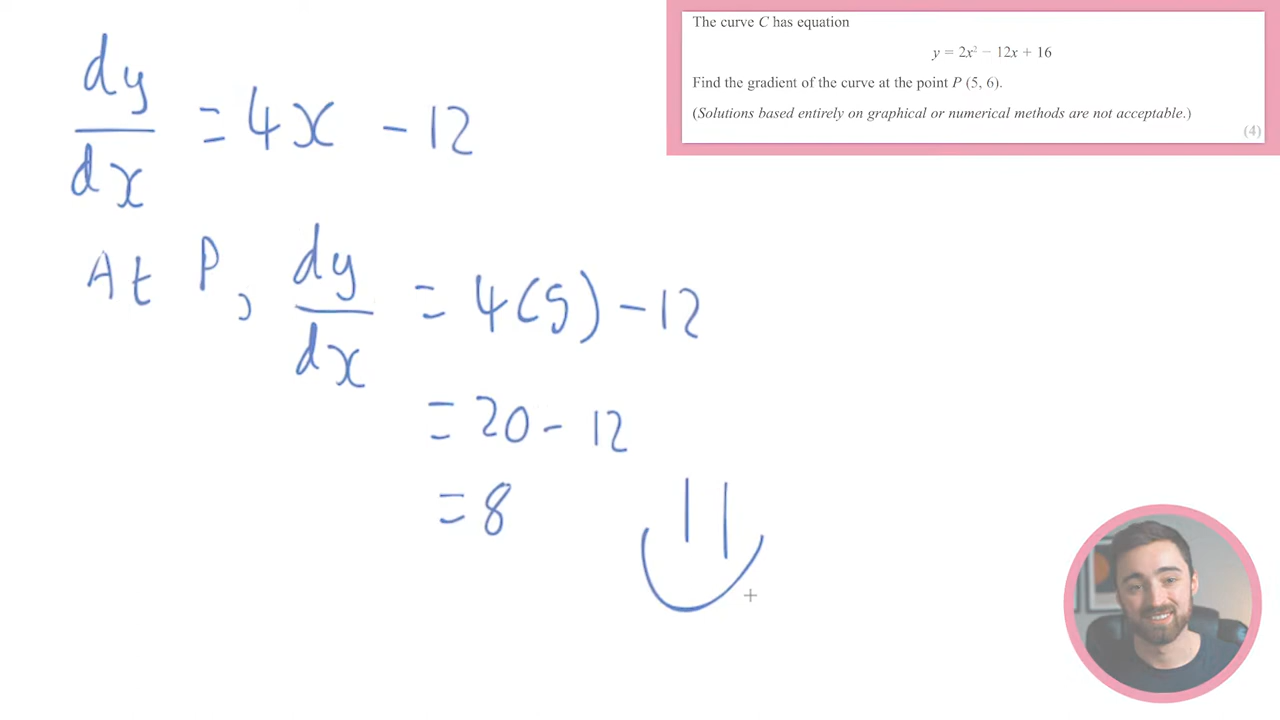 The curve C has equation
y = 2x² − 12x + 16
Find the gradient of the curve at the point P (5, 6).
(Solutions based entirely on graphical or numerical methods are not acceptable.)
(4)
dy/dx = 4x - 12
At P, dy/dx = 4(5) - 12
= 20 - 12
= 8